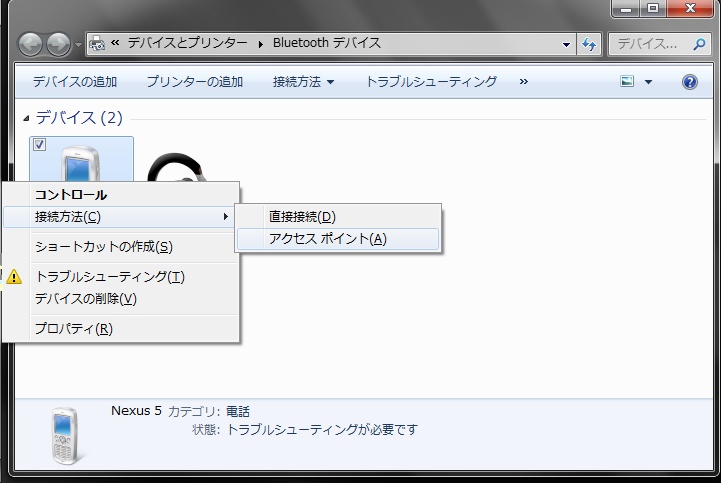 « デバイスとプリンター ▸ Bluetooth デバイス
デバイス...
デバイスの追加 プリンターの追加 接続方法 ▼ トラブルシューティング »
デバイス (2)
コントロール
接続方法(C)
直接接続(D)
アクセス ポイント(A)
ショートカットの作成(S)
トラブルシューティング(T)
デバイスの削除(V)
プロパティ(R)
Nexus 5 カテゴリ: 電話
状態: トラブルシューティングが必要です